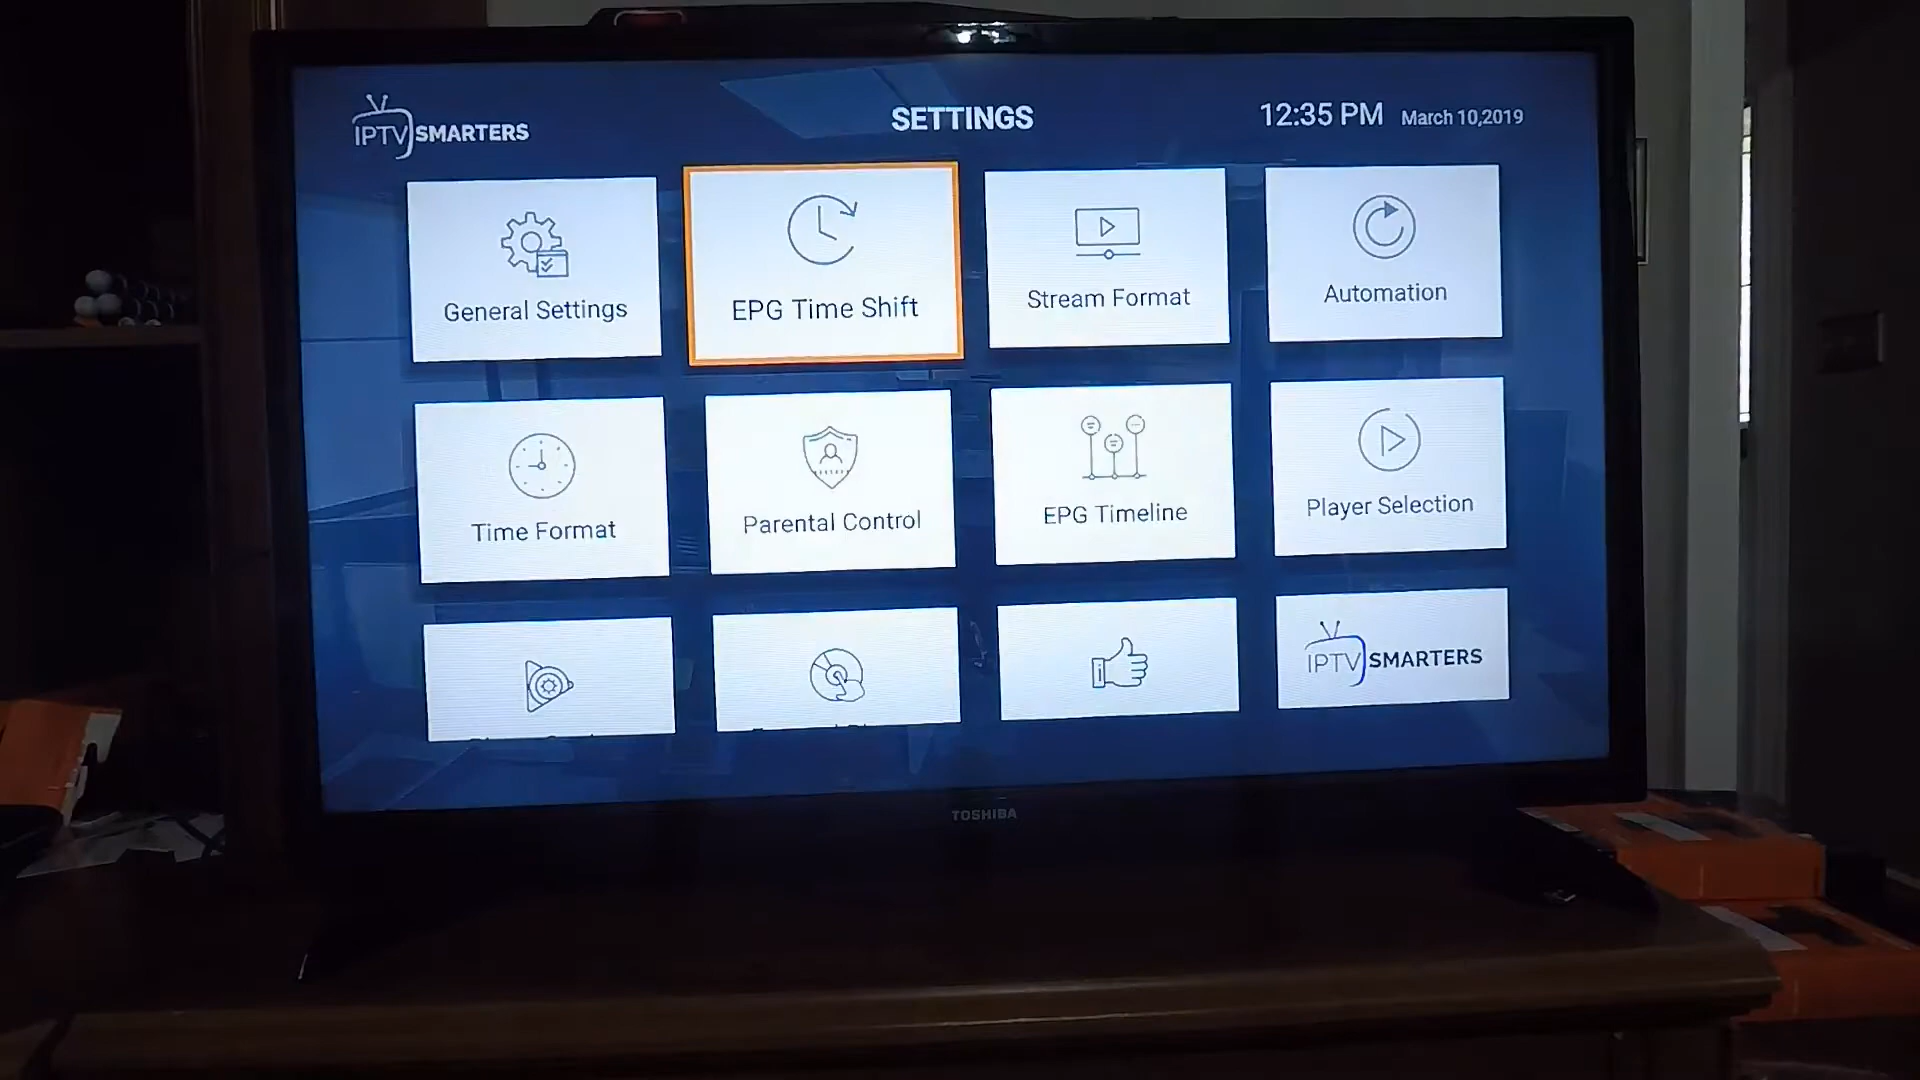 IPTV SMARTERS
SETTINGS
12:35 PM March 10,2019
General Settings
EPG Time Shift
Stream Format
Automation
Time Format
Parental Control
EPG Timeline
Player Selection
IPTV SMARTERS
TOSHIBA